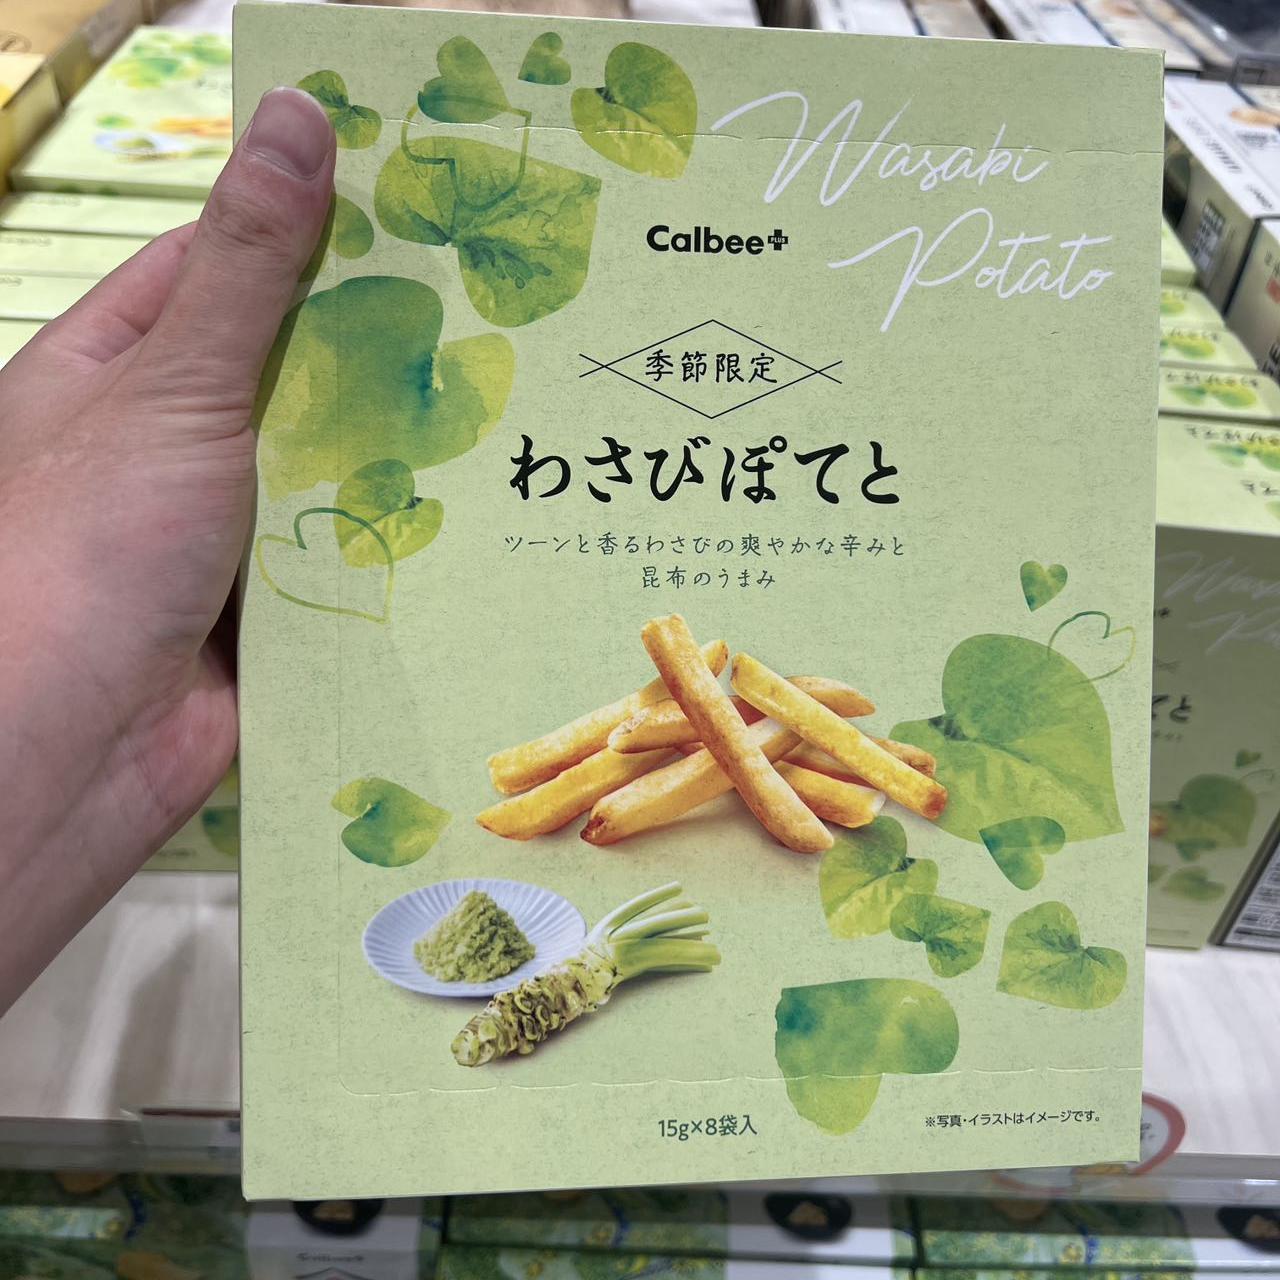 Wasabi
Potato
Calbee+ PLUS
季節限定
わさびぽてと
ツーンと香るわさびの爽やかな辛みと
昆布のうまみ
15g×8袋入
※写真・イラストはイメージです。